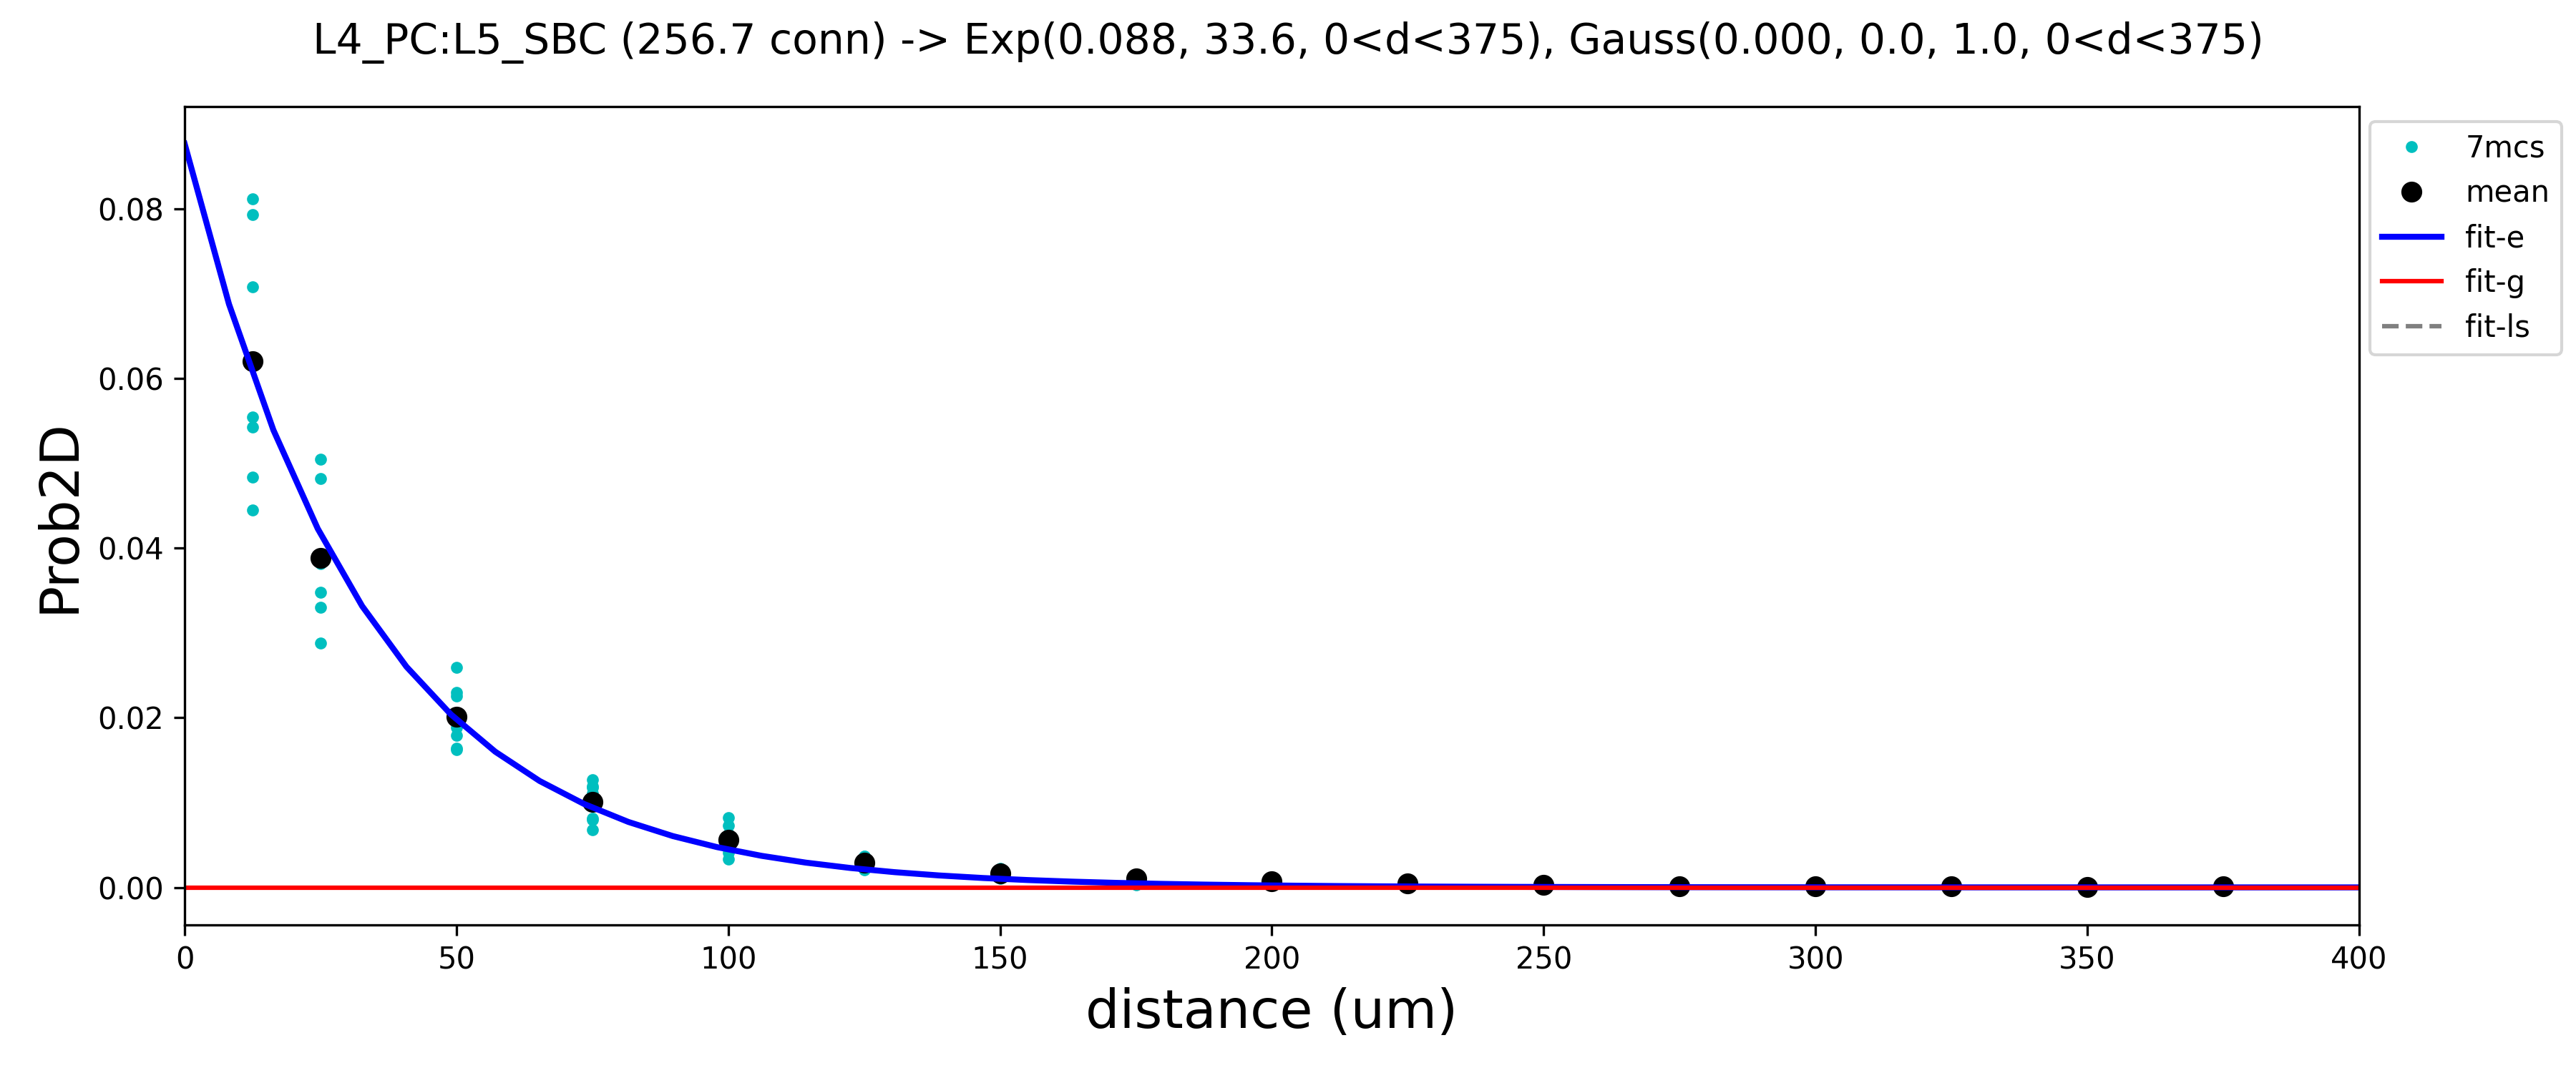 L4_PC:L5_SBC (256.7 conn) -> Exp(0.088, 33.6, 0<d<375), Gauss(0.000, 0.0, 1.0, 0<d<375)
7mcs
mean
fit-e
fit-g
fit-ls
Prob2D
0.08
0.06
0.04
0.02
0.00
0 50 100 150 200 250 300 350 400
distance (um)